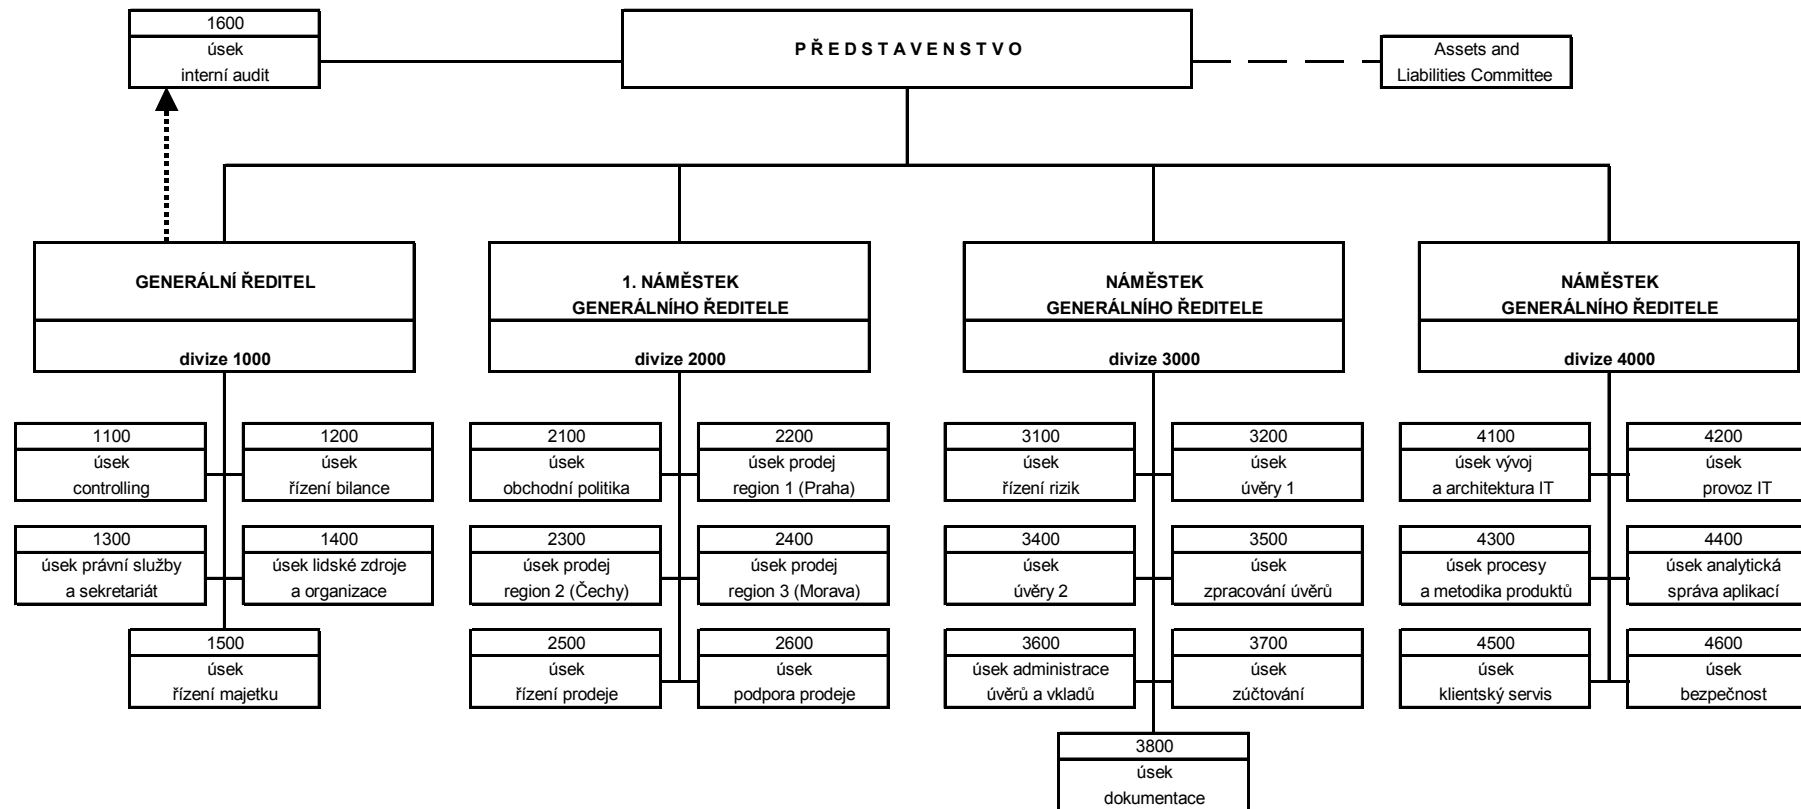 1600
úsek
interní audit
PŘEDSTAVENSTVO
Assets and
Liabilities Committee
GENERÁLNÍ ŘEDITEL
divize 1000
1. NÁMĚSTEK
GENERÁLNÍHO ŘEDITELE
divize 2000
NÁMĚSTEK
GENERÁLNÍHO ŘEDITELE
divize 3000
NÁMĚSTEK
GENERÁLNÍHO ŘEDITELE
divize 4000
1100
úsek
controlling
1200
úsek
řízení bilance
2100
úsek
obchodní politika
2200
úsek prodej
region 1 (Praha)
3100
úsek
řízení rizik
3200
úsek
úvěry 1
4100
úsek vývoj
a architektura IT
4200
úsek
provoz IT
1300
úsek právní služby
a sekretariát
1400
úsek lidské zdroje
a organizace
2300
úsek prodej
region 2 (Čechy)
2400
úsek prodej
region 3 (Morava)
3400
úsek
úvěry 2
3500
úsek
zpracování úvěrů
4300
úsek procesy
a metodika produktů
4400
úsek analytická
správa aplikací
1500
úsek
řízení majetku
2500
úsek
řízení prodeje
2600
úsek
podpora prodeje
3600
úsek administrace
úvěrů a vkladů
3700
úsek
zúčtování
4500
úsek
klientský servis
4600
úsek
bezpečnost
3800
úsek
dokumentace